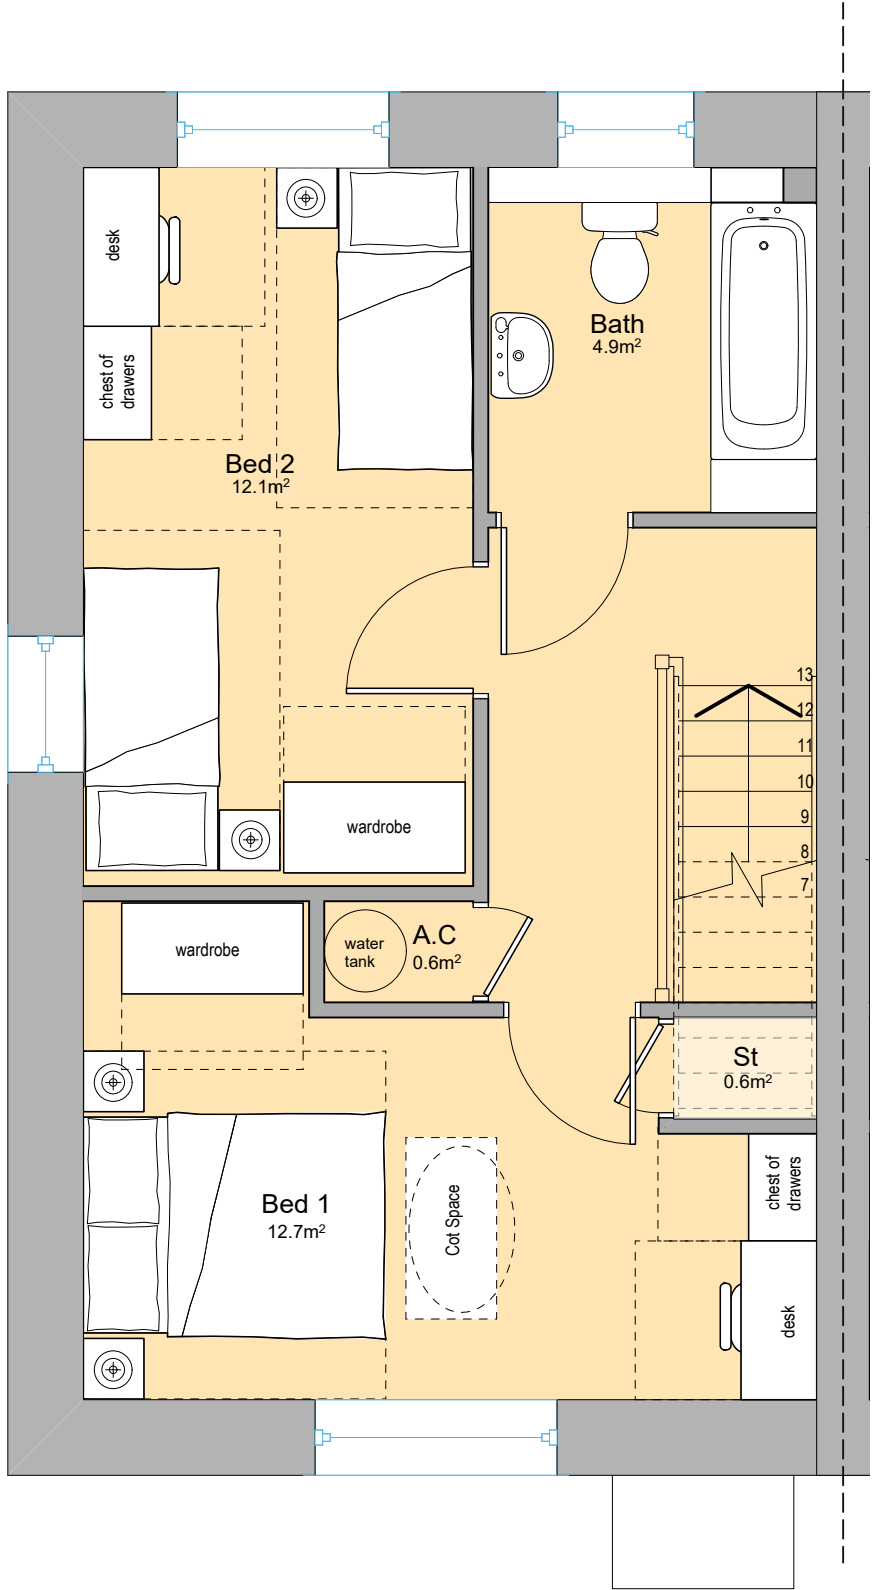 desk
chest of
drawers
Bed 2
12.1m²
Bath
4.9m²
13
12
11
10
9
8
7
wardrobe
wardrobe
water
tank
A.C
0.6m²
St
0.6m²
Bed 1
12.7m²
Cot Space
chest of
drawers
desk